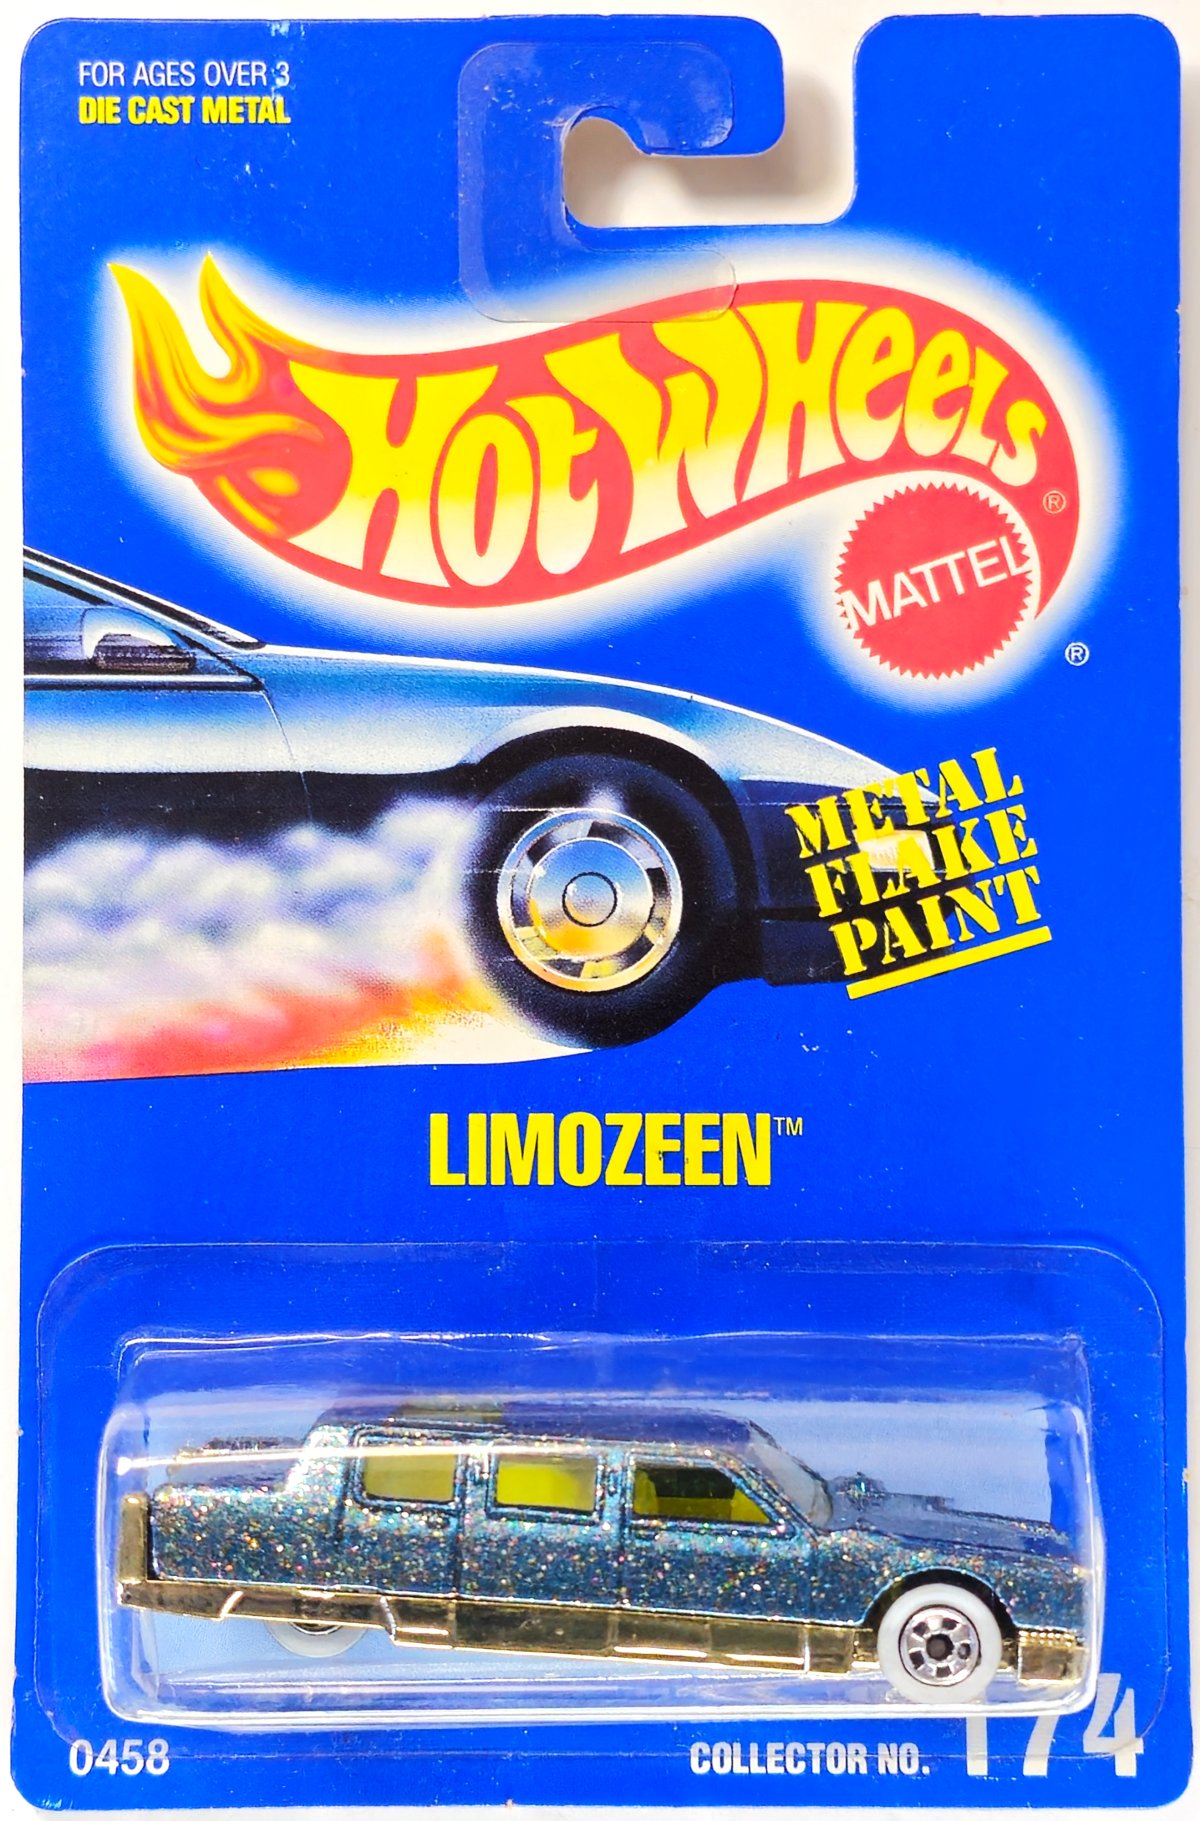 FOR AGES OVER 3
DIE CAST METAL
Hot Wheels ®
MATTEL
®
METAL
FLAKE
PAINT
LIMOZEEN™
0458
COLLECTOR NO. 174